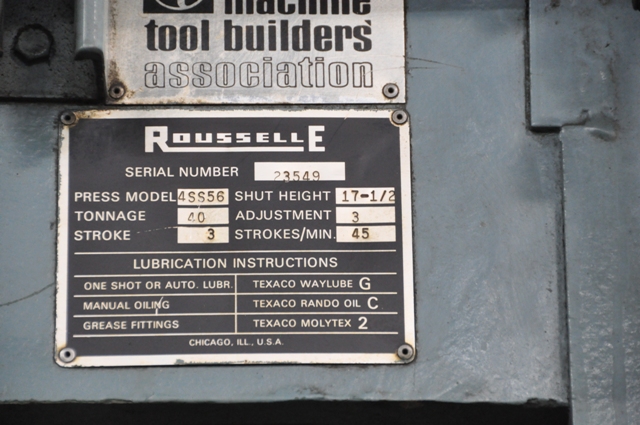 machine
tool builders'
association
ROUSSELLE
SERIAL NUMBER 23549
PRESS MODEL 4SS56 SHUT HEIGHT 17-1/2
TONNAGE 40 ADJUSTMENT 3
STROKE 3 STROKES/MIN. 45
LUBRICATION INSTRUCTIONS
ONE SHOT OR AUTO. LUBR. TEXACO WAYLUBE G
MANUAL OILING TEXACO RANDO OIL C
GREASE FITTINGS TEXACO MOLYTEX 2
CHICAGO, ILL., U.S.A.